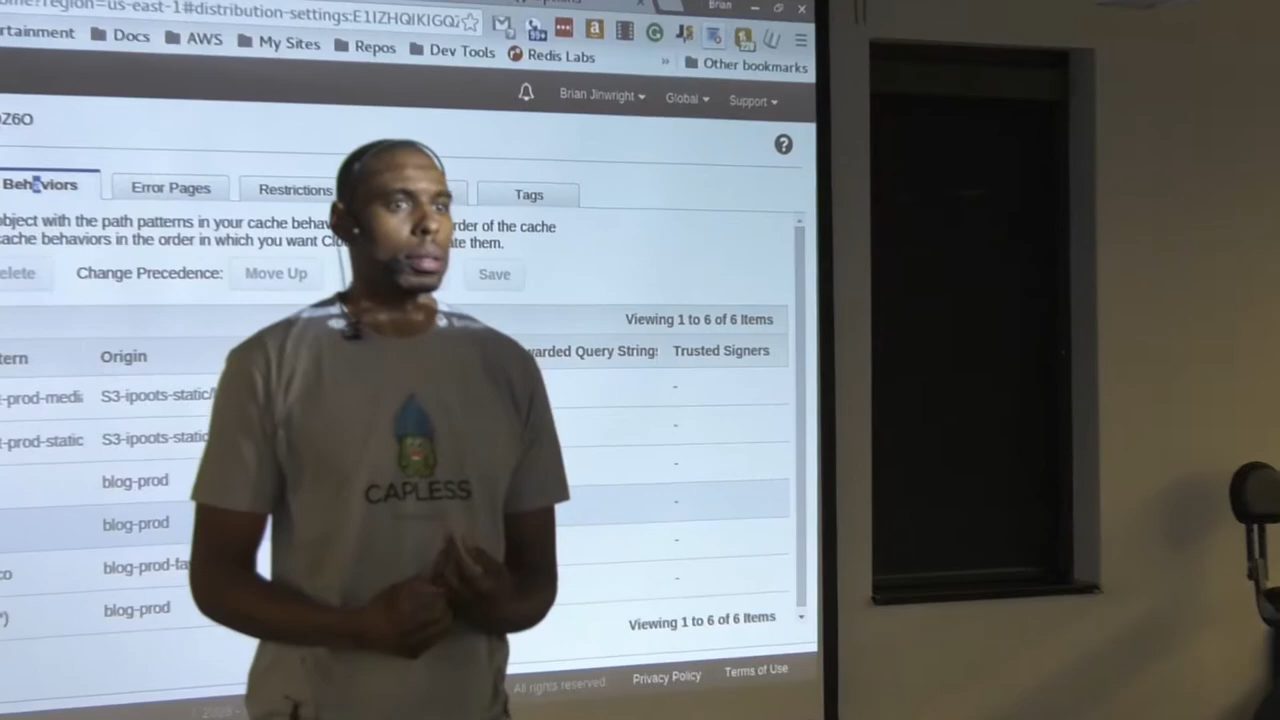 Brian
ome?region=us-east-1#distribution-settings:E1IZHQIKIGQZ
rtainment Docs AWS My Sites Repos Dev Tools Redis Labs » Other bookmarks
Brian Jinwright Global Support
Z6O
?
Behaviors Error Pages Restrictions Tags
object with the path patterns in your cache behav rder of the cache
cache behaviors in the order in which you want Clo ate them.
elete Change Precedence: Move Up Save
Viewing 1 to 6 of 6 Items
tern Origin warded Query Strings Trusted Signers
t-prod-medi S3-ipoots-static/ -
t-prod-static S3-ipoots-static -
blog-prod -
blog-prod -
co blog-prod-fa -
*) blog-prod -
CAPLESS
Viewing 1 to 6 of 6 Items
All rights reserved. Privacy Policy Terms of Use